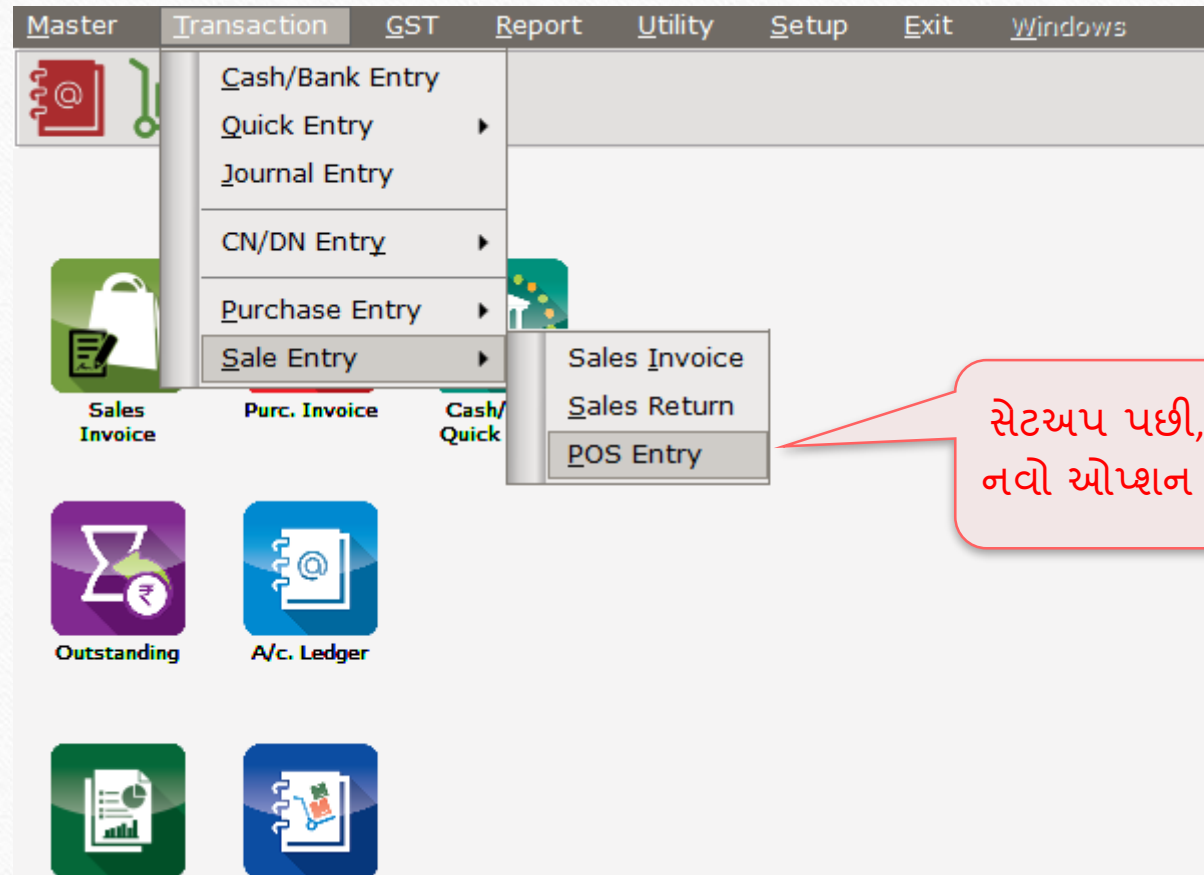 Master Transaction GST Report Utility Setup Exit Windows
Cash/Bank Entry
Quick Entry
Journal Entry
CN/DN Entry
Purchase Entry
Sale Entry
Sales Invoice
Sales Return
POS Entry
સેટઅપ પછી,
નવો ઓપ્શન
Sales
Invoice
Purc. Invoice
Cash/
Quick
Outstanding
A/c. Ledger